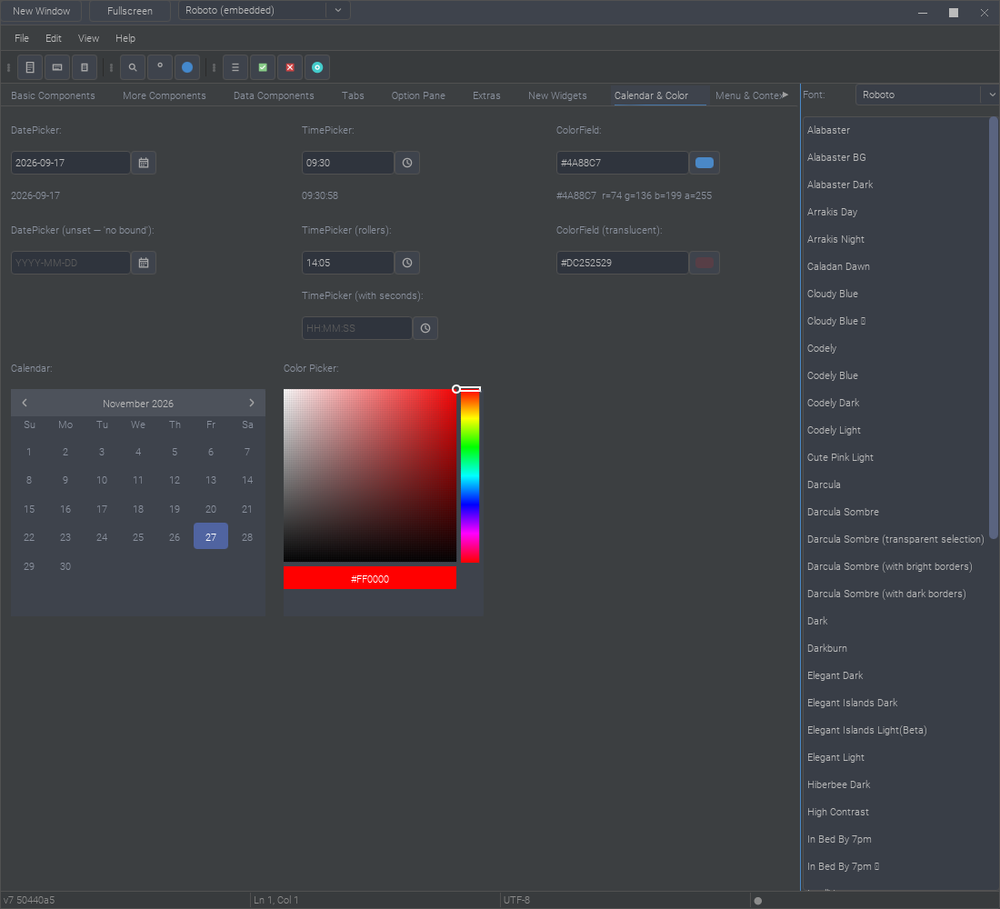 New Window Fullscreen Roboto (embedded)
File Edit View Help
Basic Components More Components Data Components Tabs Option Pane Extras New Widgets Calendar & Color Menu & Contex
Font: Roboto
DatePicker: TimePicker: ColorField:
2026-09-17 09:30 #4A88C7
2026-09-17 09:30:58 #4A88C7 r=74 g=136 b=199 a=255
DatePicker (unset — 'no bound'): TimePicker (rollers): ColorField (translucent):
YYYY-MM-DD 14:05 #DC252529
TimePicker (with seconds):
HH:MM:SS
Calendar: Color Picker:
November 2026
Su Mo Tu We Th Fr Sa
1 2 3 4 5 6 7
8 9 10 11 12 13 14
15 16 17 18 19 20 21
22 23 24 25 26 27 28
29 30
#FF0000
Alabaster
Alabaster BG
Alabaster Dark
Arrakis Day
Arrakis Night
Caladan Dawn
Cloudy Blue
Cloudy Blue
Codely
Codely Blue
Codely Dark
Codely Light
Cute Pink Light
Darcula
Darcula Sombre
Darcula Sombre (transparent selection)
Darcula Sombre (with bright borders)
Darcula Sombre (with dark borders)
Dark
Darkburn
Elegant Dark
Elegant Islands Dark
Elegant Islands Light(Beta)
Elegant Light
Hiberbee Dark
High Contrast
In Bed By 7pm
In Bed By 7pm
v7 50440a5 Ln 1, Col 1 UTF-8